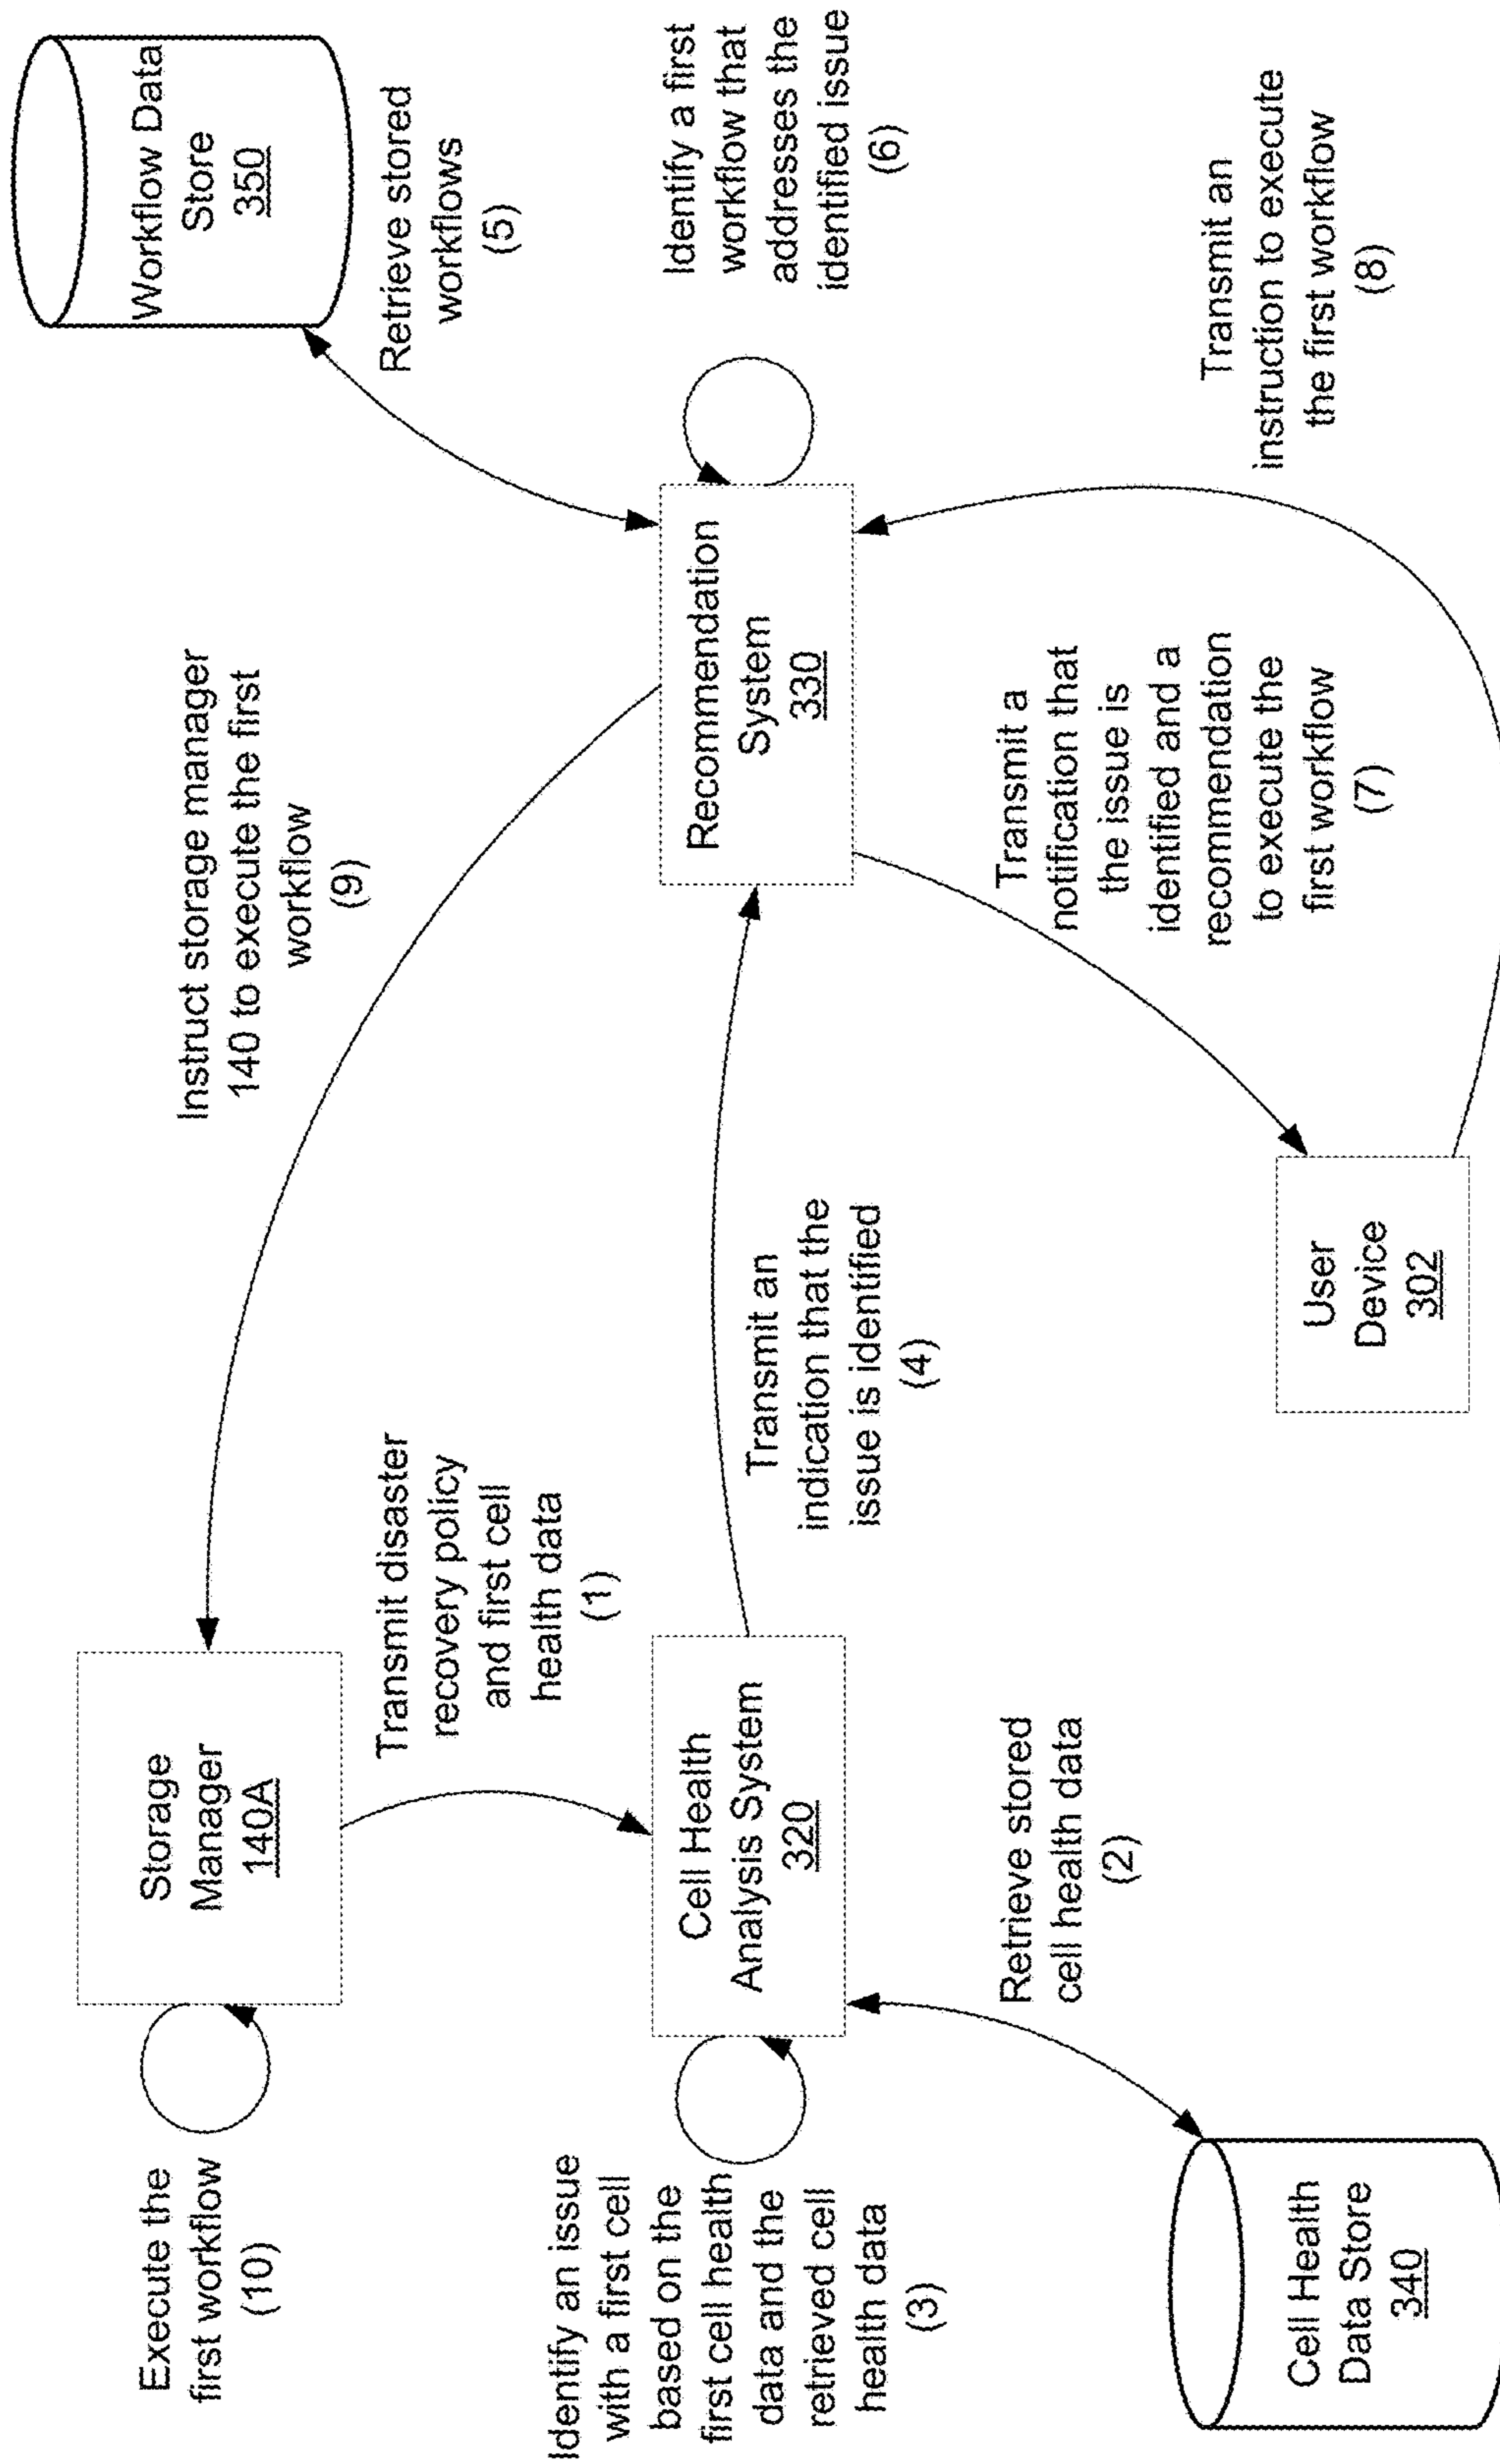 Execute the
first workflow
(10)
Storage
Manager
140A
Instruct storage manager
140 to execute the first
workflow
(9)
Workflow Data
Store
350
Transmit disaster
recovery policy
and first cell
health data
(1)
Retrieve stored
workflows
(5)
Identify an issue
with a first cell
based on the
first cell health
data and the
retrieved cell
health data
(3)
Cell Health
Analysis System
320
Transmit an
indication that the
issue is identified
(4)
Recommendation
System
330
Identify a first
workflow that
addresses the
identified issue
(6)
Retrieve stored
cell health data
(2)
Transmit a
notification that
the issue is
identified and a
recommendation
to execute the
first workflow
(7)
Transmit an
instruction to execute
the first workflow
(8)
Cell Health
Data Store
340
User
Device
302